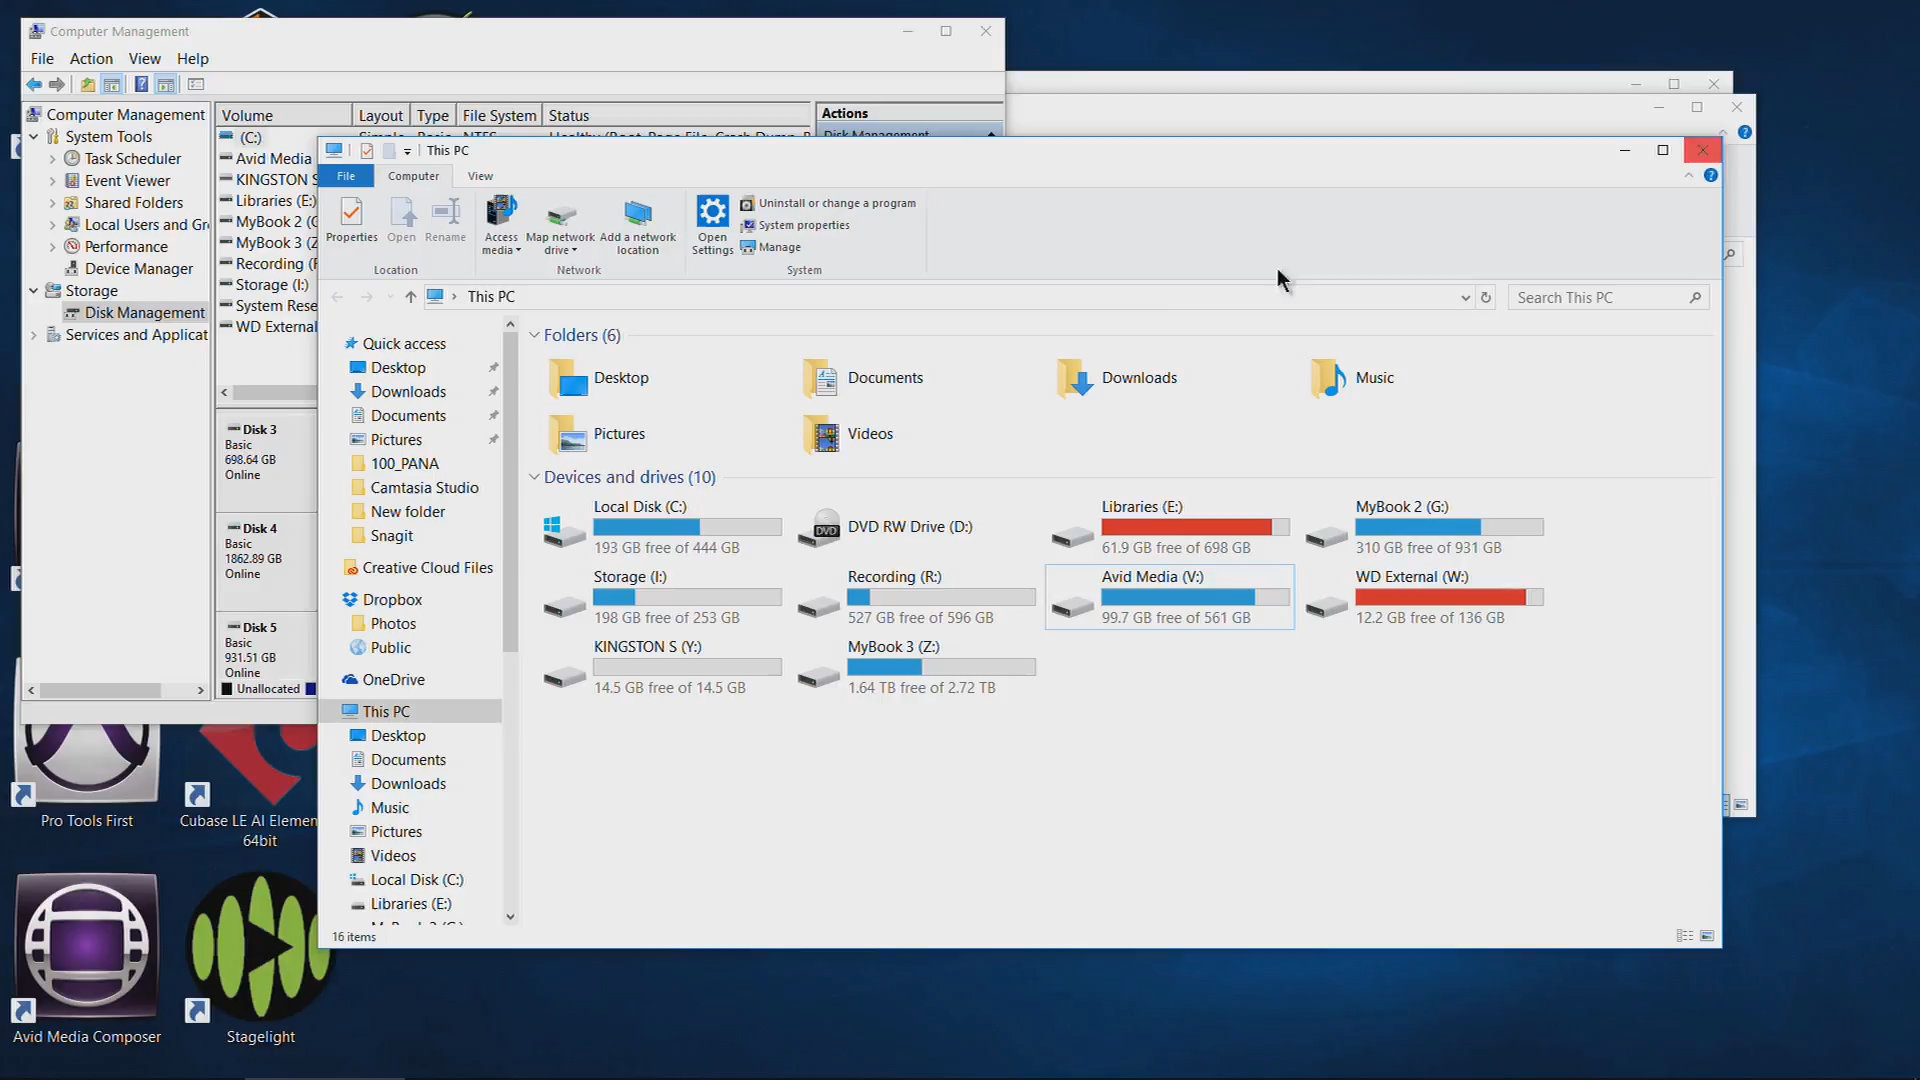 Computer Management
File Action View Help
Computer Management
System Tools
Task Scheduler
Event Viewer
Shared Folders
Local Users and Gr
Performance
Device Manager
Storage
Disk Management
Services and Applicat
Volume Layout Type File System Status
(C:)
Avid Media
KINGSTON S
Libraries (E:)
MyBook 2 (G
MyBook 3 (Z
Recording (R
Storage (I:)
System Rese
WD External
Actions
Disk Management
Disk 3
Basic
698.64 GB
Online
Disk 4
Basic
1862.89 GB
Online
Disk 5
Basic
931.51 GB
Online
Unallocated
This PC
File Computer View
Properties
Open
Rename
Location
Access media
Map network drive
Add a network location
Network
Open Settings
Uninstall or change a program
System properties
Manage
System
This PC
Search This PC
Quick access
Desktop
Downloads
Documents
Pictures
100_PANA
Camtasia Studio
New folder
Stagit
Creative Cloud Files
Dropbox
Photos
Public
OneDrive
This PC
Desktop
Documents
Downloads
Music
Pictures
Videos
Local Disk (C:)
Libraries (E:)
16 items
Folders (6)
Desktop
Documents
Downloads
Music
Pictures
Videos
Devices and drives (10)
Local Disk (C:)
193 GB free of 444 GB
DVD RW Drive (D:)
DVD
Libraries (E:)
61.9 GB free of 698 GB
MyBook 2 (G:)
310 GB free of 931 GB
Storage (I:)
198 GB free of 253 GB
Recording (R:)
527 GB free of 596 GB
Avid Media (V:)
99.7 GB free of 561 GB
WD External (W:)
12.2 GB free of 136 GB
KINGSTON S (Y:)
14.5 GB free of 14.5 GB
MyBook 3 (Z:)
1.64 TB free of 2.72 TB
Pro Tools First
Cubase LE AI Elemen
64bit
Avid Media Composer
Stagelight